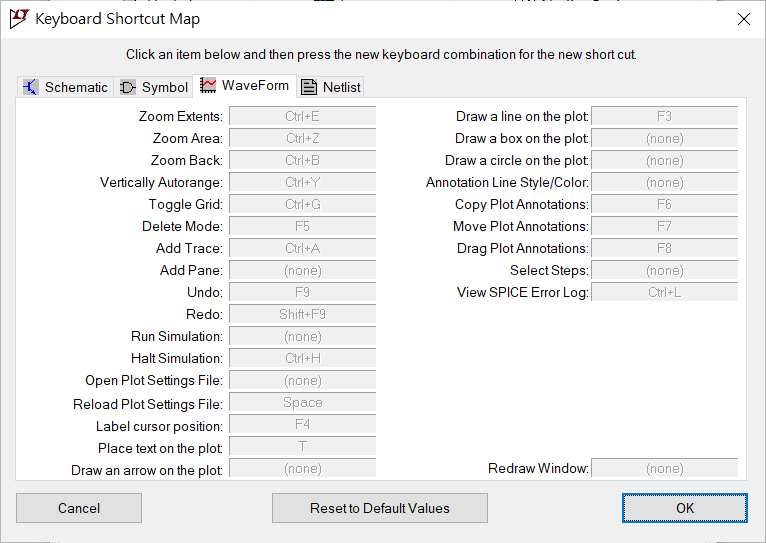 Keyboard Shortcut Map
Click an item below and then press the new keyboard combination for the new short cut.
Schematic Symbol WaveForm Netlist
Zoom Extents: Ctrl+E
Zoom Area: Ctrl+Z
Zoom Back: Ctrl+B
Vertically Autorange: Ctrl+Y
Toggle Grid: Ctrl+G
Delete Mode: F5
Add Trace: Ctrl+A
Add Pane: (none)
Undo: F9
Redo: Shift+F9
Run Simulation: (none)
Halt Simulation: Ctrl+H
Open Plot Settings File: (none)
Reload Plot Settings File: Space
Label cursor position: F4
Place text on the plot: T
Draw an arrow on the plot: (none)
Draw a line on the plot: F3
Draw a box on the plot: (none)
Draw a circle on the plot: (none)
Annotation Line Style/Color: (none)
Copy Plot Annotations: F6
Move Plot Annotations: F7
Drag Plot Annotations: F8
Select Steps: (none)
View SPICE Error Log: Ctrl+L
Redraw Window: (none)
Cancel Reset to Default Values OK